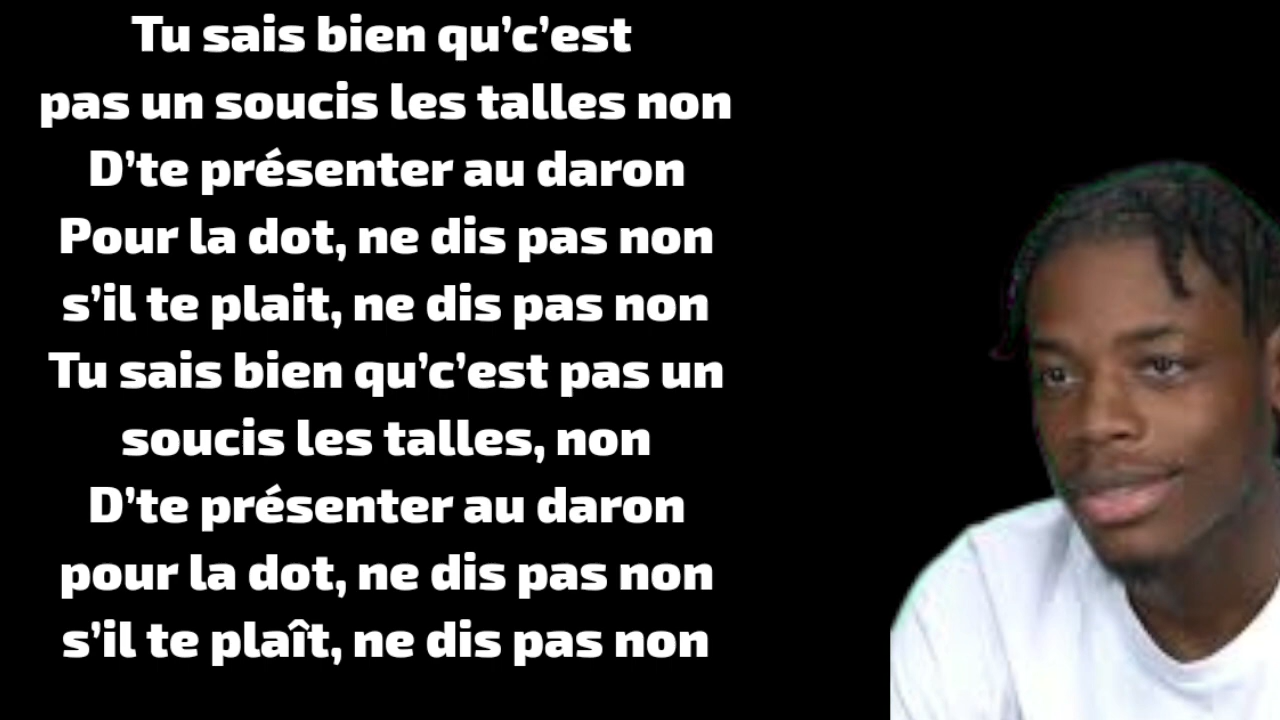 Tu sais bien qu’c’est
pas un soucis les talles non
D’te présenter au daron
Pour la dot, ne dis pas non
s’il te plait, ne dis pas non
Tu sais bien qu’c’est pas un
soucis les talles, non
D’te présenter au daron
pour la dot, ne dis pas non
s’il te plaît, ne dis pas non